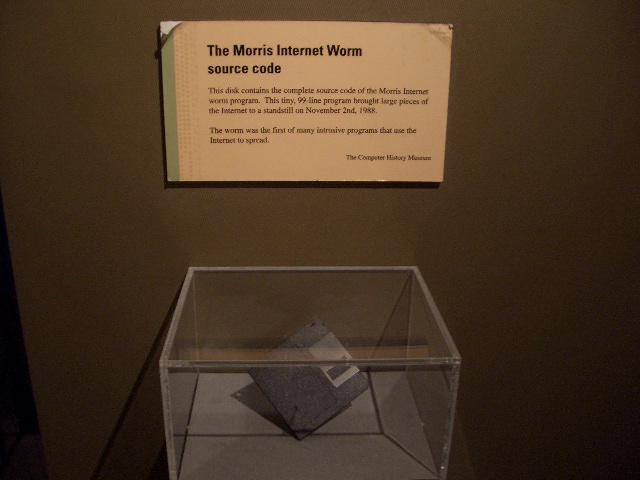 The Morris Internet Worm
source code
This disk contains the complete source code of the Morris Internet
worm program. This tiny, 99-line program brought large pieces of
the Internet to a standstill on November 2nd, 1988.
The worm was the first of many intrusive programs that use the
Internet to spread.
The Computer History Museum